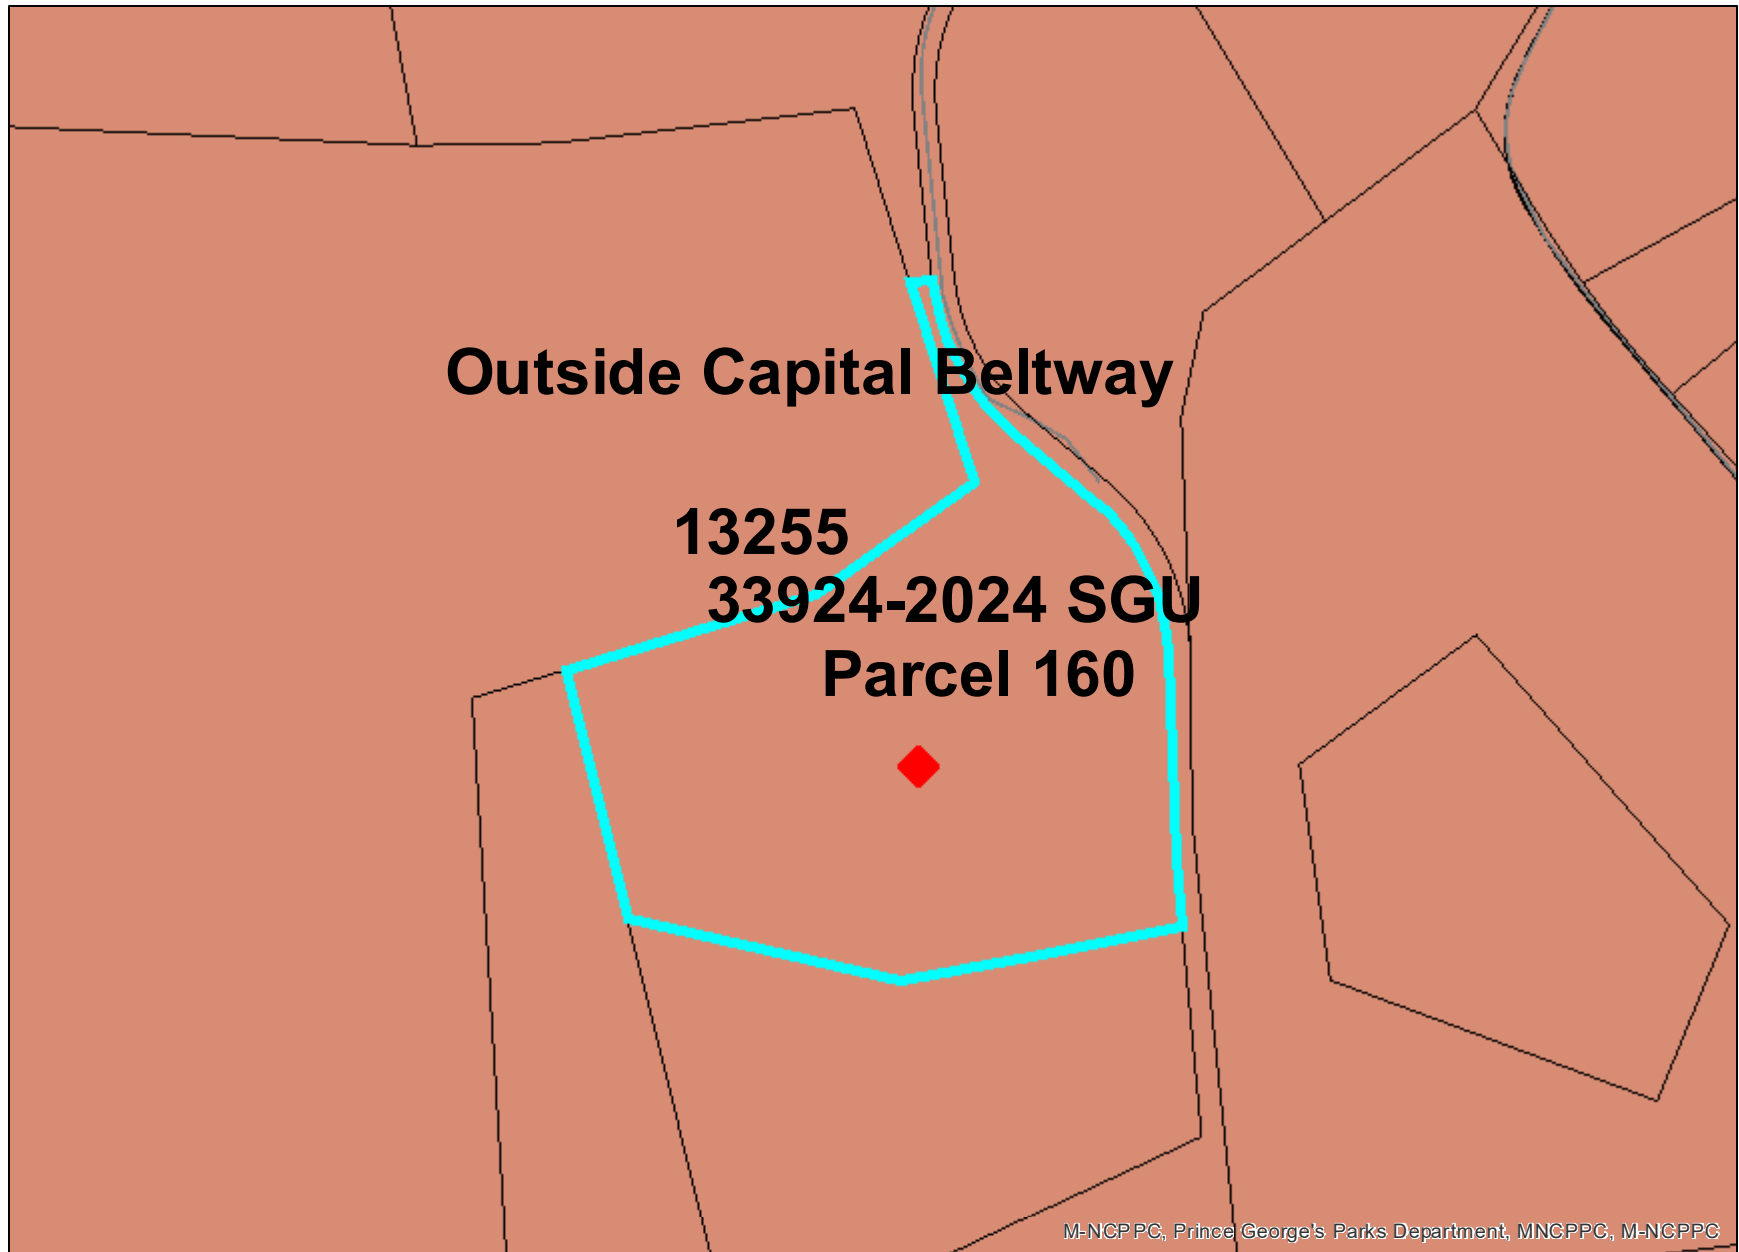 Outside Capital Beltway
13255
33924-2024 SGU
Parcel 160
M-NCPPC, Prince George's Parks Department, MNCPPC, M-NCPPC